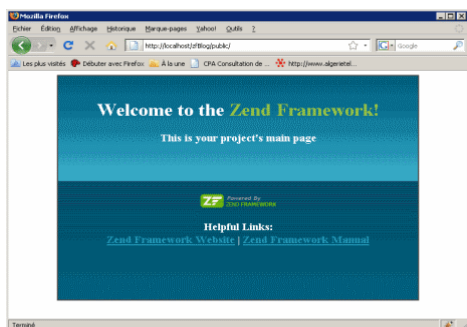 Mozilla Firefox
Fichier Édition Affichage Historique Marque-pages Yahoo! Outils ?
http://localhost/zfBlog/public/
Google
Les plus visités Débuter avec Firefox À la une CPA Consultation de ... http://www.algerietel...
Welcome to the Zend Framework!
This is your project's main page
Powered By
ZF ZEND FRAMEWORK
Helpful Links:
Zend Framework Website | Zend Framework Manual
Terminé